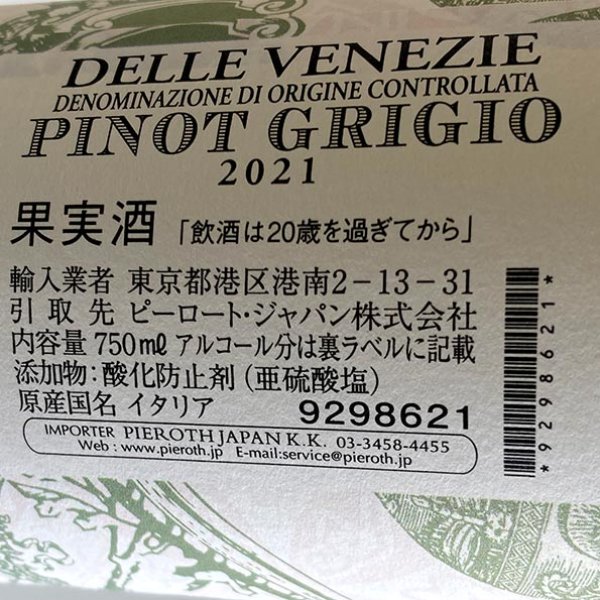 DELLE VENEZIE
DENOMINAZIONE DI ORIGINE CONTROLLATA
PINOT GRIGIO
2021
果実酒 「飲酒は20歳を過ぎてから」
輸入業者 東京都港区港南2-13-31
引取先 ピーロート・ジャパン株式会社
内容量 750mℓ アルコール分は裏ラベルに記載
添加物:酸化防止剤(亜硫酸塩)
原産国名 イタリア 9298621
IMPORTER PIEROTH JAPAN K.K. 03-3458-4455
Web : www.pieroth.jp E-mail:service@pieroth.jp
*9298621*